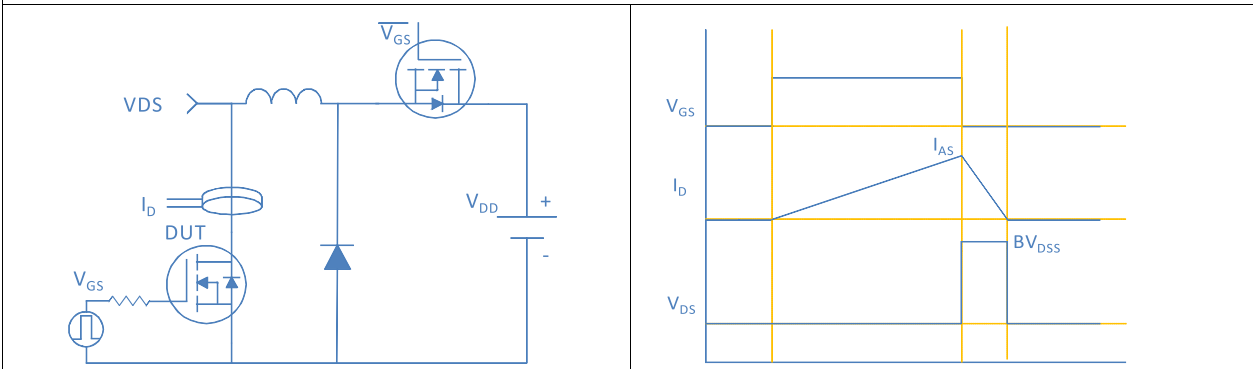 V̅GS
VDS
ID
DUT
VGS
VDD
+
-
VGS
IAS
ID
BVDSS
VDS